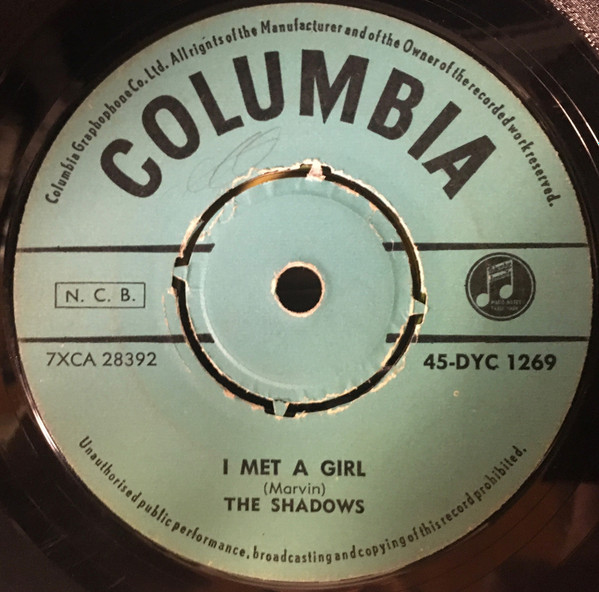 Columbia Graphophone Co. Ltd. All rights of the Manufacturer and of the Owner of the recorded work reserved.
COLUMBIA
N. C. B.
7XCA 28392
45-DYC 1269
I MET A GIRL
(Marvin)
THE SHADOWS
Unauthorised public performance, broadcasting and copying of this record prohibited.